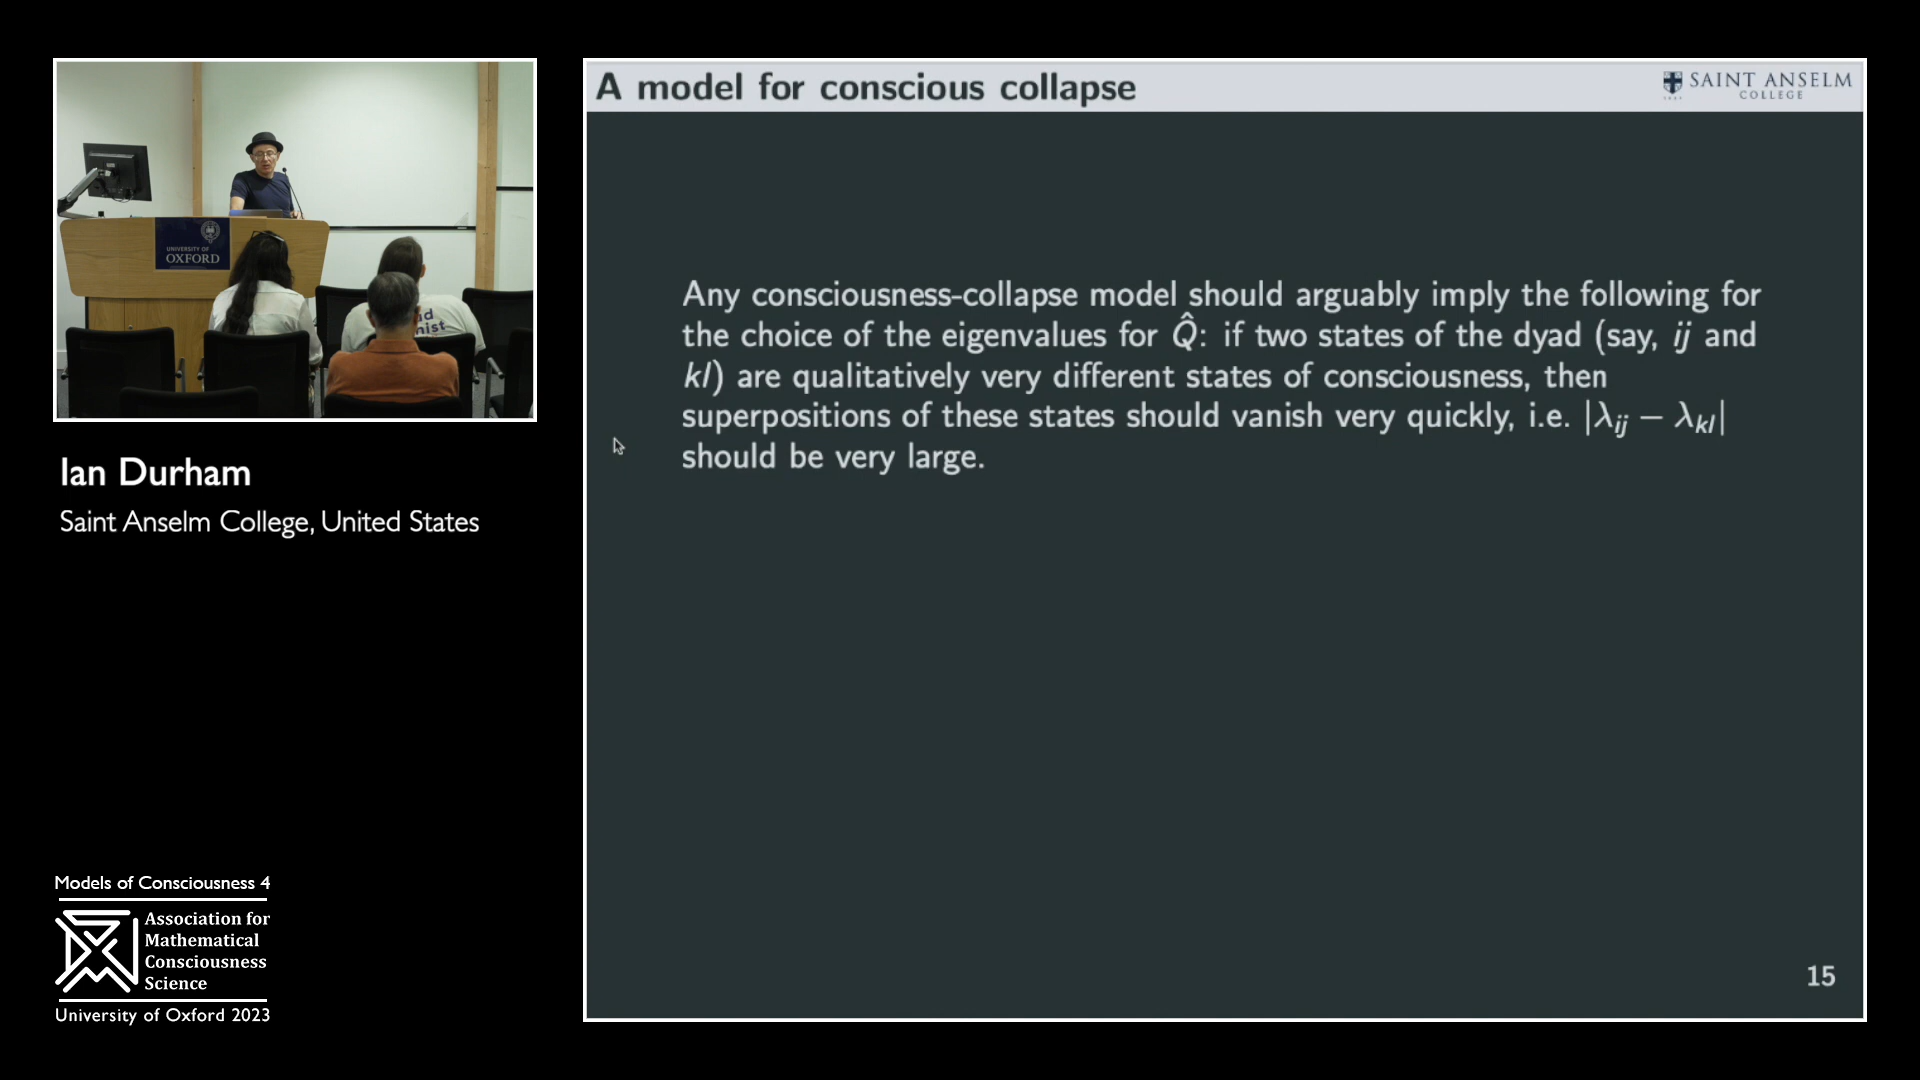 A model for conscious collapse
SAINT ANSELM
COLLEGE
UNIVERSITY OF
OXFORD
Any consciousness-collapse model should arguably imply the following for
the choice of the eigenvalues for Q̂: if two states of the dyad (say, ij and
kl) are qualitatively very different states of consciousness, then
superpositions of these states should vanish very quickly, i.e. |λij − λkl|
should be very large.
15
Ian Durham
Saint Anselm College, United States
Models of Consciousness 4
Association for
Mathematical
Consciousness
Science
University of Oxford 2023